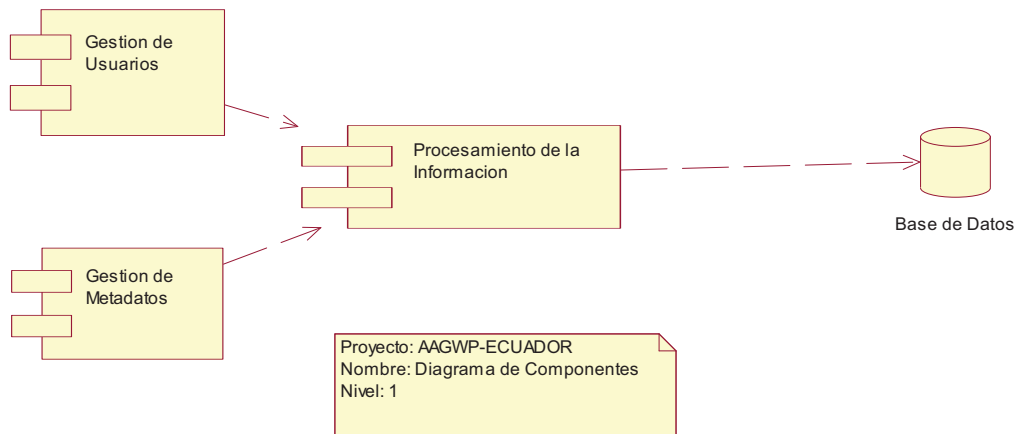 Gestion de
Usuarios
Procesamiento de la
Informacion
Base de Datos
Gestion de
Metadatos
Proyecto: AAGWP-ECUADOR
Nombre: Diagrama de Componentes
Nivel: 1